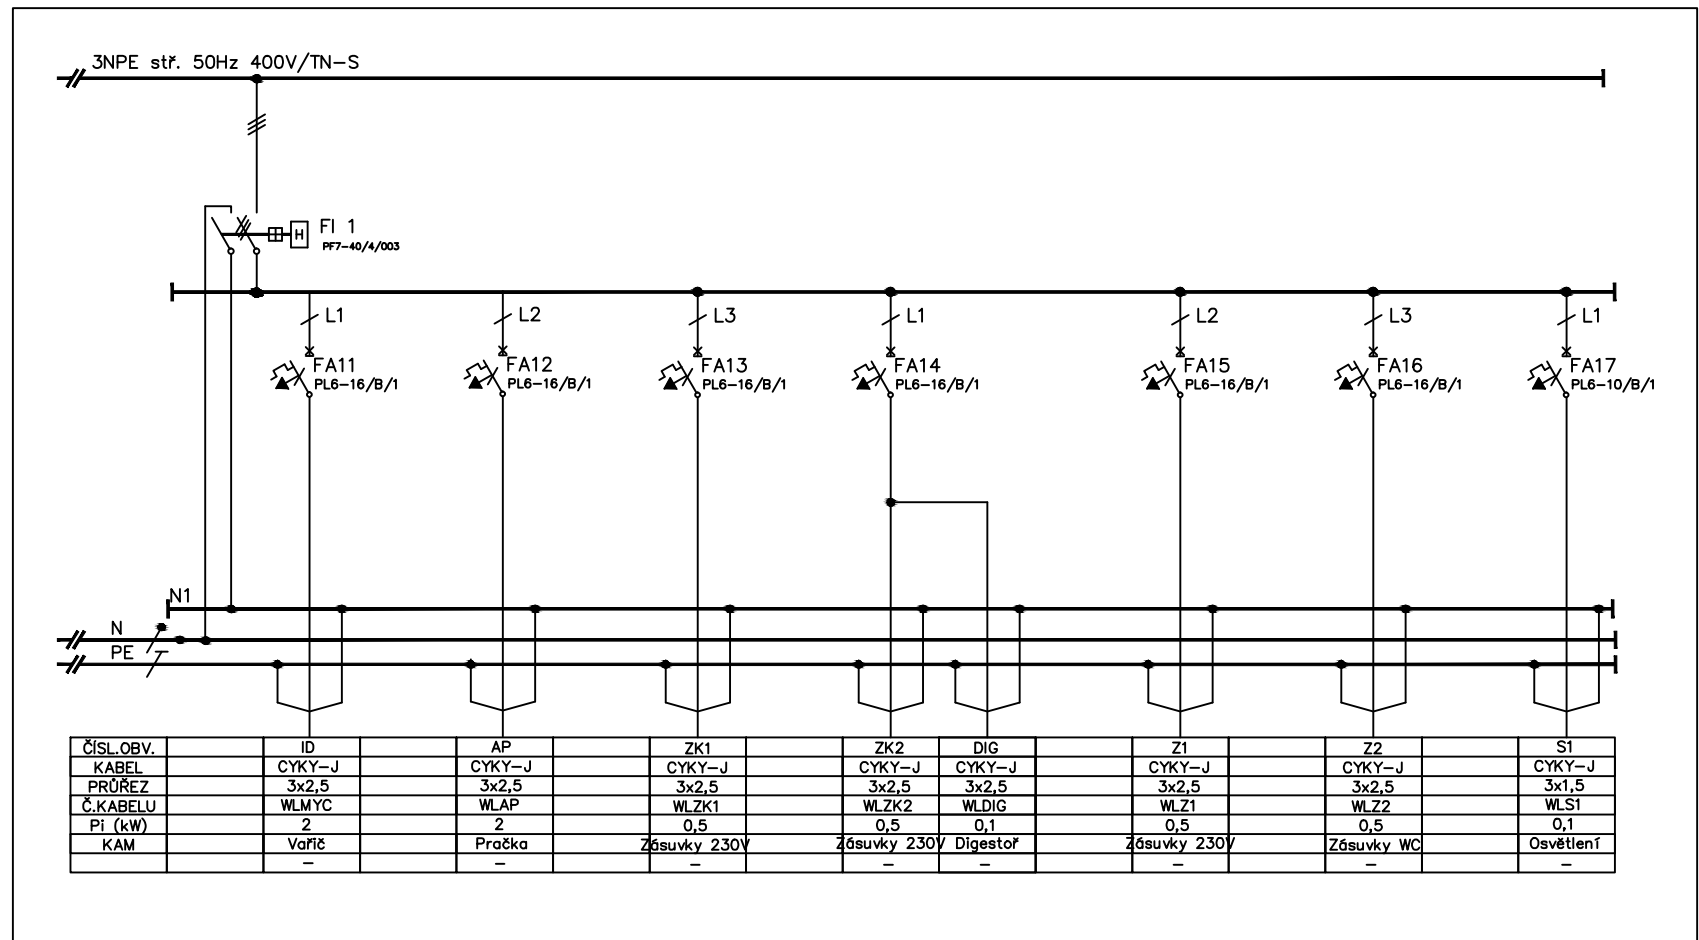 3NPE stř. 50Hz 400V/TN-S
FI 1
PF7-40/4/003
H
L1 L2 L3 L1 L2 L3 L1
FA11 FA12 FA13 FA14 FA15 FA16 FA17
PL6-16/B/1 PL6-16/B/1 PL6-16/B/1 PL6-16/B/1 PL6-16/B/1 PL6-16/B/1 PL6-10/B/1
N1
N
PE
ČÍSL.OBV. ID AP ZK1 ZK2 DIG Z1 Z2 S1
KABEL CYKY-J CYKY-J CYKY-J CYKY-J CYKY-J CYKY-J CYKY-J CYKY-J
PRŮŘEZ 3x2,5 3x2,5 3x2,5 3x2,5 3x2,5 3x2,5 3x2,5 3x1,5
Č.KABELU WLMYC WLAP WLZK1 WLZK2 WLDIG WLZ1 WLZ2 WLS1
Pi (kW) 2 2 0,5 0,5 0,1 0,5 0,5 0,1
KAM Vařič Pračka Zásuvky 230V Zásuvky 230V Digestoř Zásuvky 230V Zásuvky WC Osvětlení
- - - - - - - -